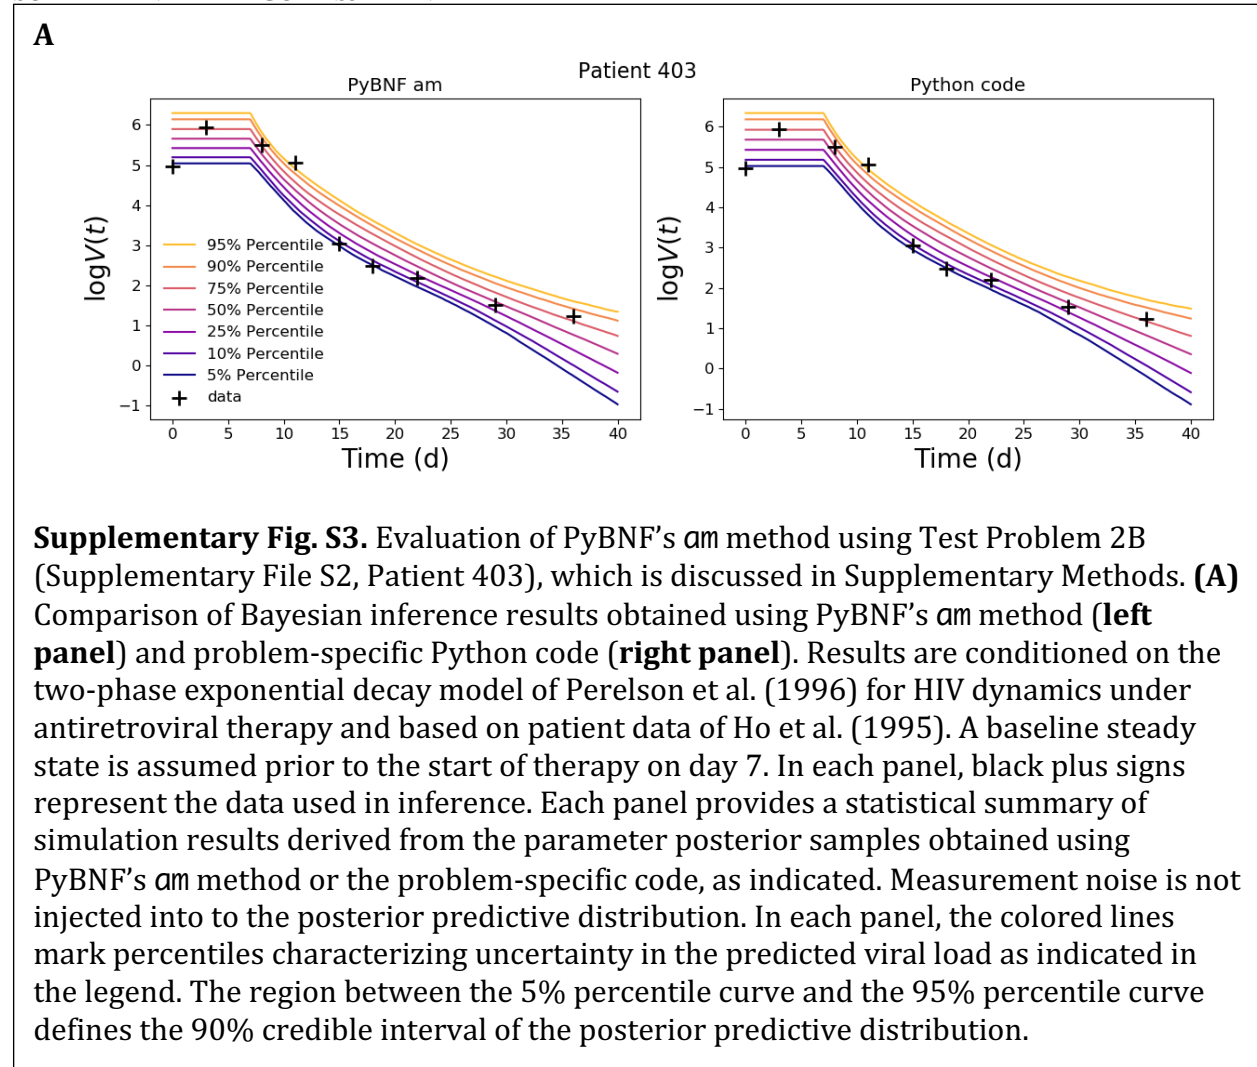 A
Patient 403
PyBNF am
Python code
6
5
4
3
2
1
0
−1
logV(t)
95% Percentile
90% Percentile
75% Percentile
50% Percentile
25% Percentile
10% Percentile
5% Percentile
data
0 5 10 15 20 25 30 35 40
Time (d)
6
5
4
3
2
1
0
−1
logV(t)
0 5 10 15 20 25 30 35 40
Time (d)
Supplementary Fig. S3. Evaluation of PyBNF’s am method using Test Problem 2B
(Supplementary File S2, Patient 403), which is discussed in Supplementary Methods. (A)
Comparison of Bayesian inference results obtained using PyBNF’s am method (left
panel) and problem-specific Python code (right panel). Results are conditioned on the
two-phase exponential decay model of Perelson et al. (1996) for HIV dynamics under
antiretroviral therapy and based on patient data of Ho et al. (1995). A baseline steady
state is assumed prior to the start of therapy on day 7. In each panel, black plus signs
represent the data used in inference. Each panel provides a statistical summary of
simulation results derived from the parameter posterior samples obtained using
PyBNF’s am method or the problem-specific code, as indicated. Measurement noise is not
injected into to the posterior predictive distribution. In each panel, the colored lines
mark percentiles characterizing uncertainty in the predicted viral load as indicated in
the legend. The region between the 5% percentile curve and the 95% percentile curve
defines the 90% credible interval of the posterior predictive distribution.